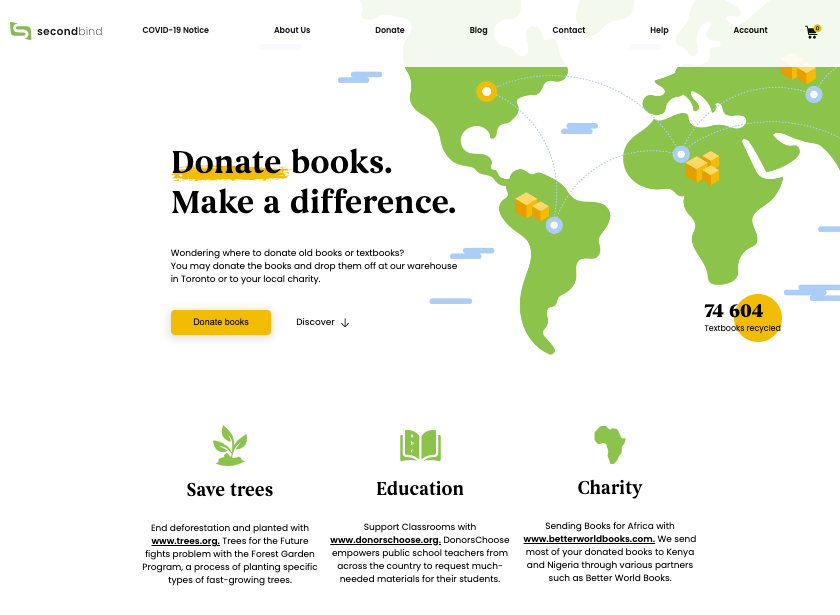 secondbind
COVID-19 Notice
About Us
Donate
Blog
Contact
Help
Account
0
Donate books.
Make a difference.
Wondering where to donate old books or textbooks?
You may donate the books and drop them off at our warehouse
in Toronto or to your local charity.
Donate books
Discover
74 604
Textbooks recycled
Save trees
End deforestation and planted with
www.trees.org. Trees for the Future
fights problem with the Forest Garden
Program, a process of planting specific
types of fast-growing trees.
Education
Support Classrooms with
www.donorschoose.org. DonorsChoose
empowers public school teachers from
across the country to request much-
needed materials for their students.
Charity
Sending Books for Africa with
www.betterworldbooks.com. We send
most of your donated books to Kenya
and Nigeria through various partners
such as Better World Books.